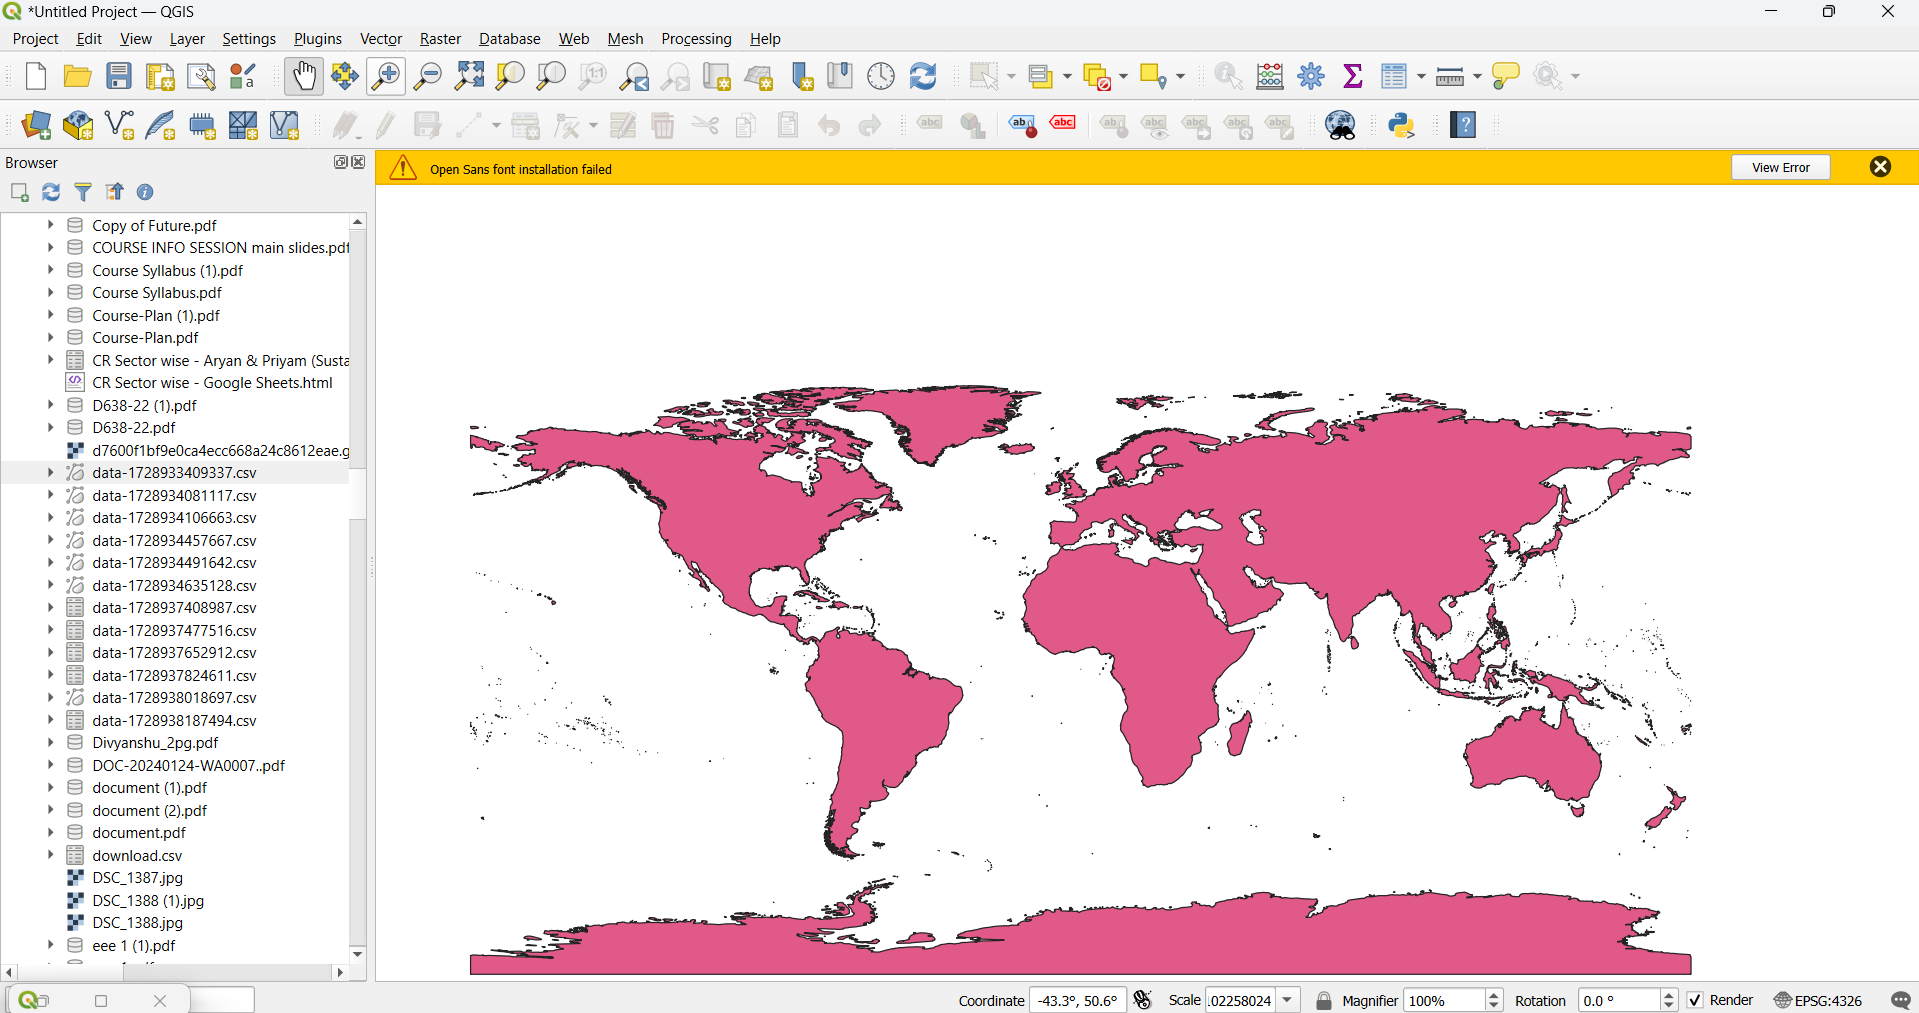 *Untitled Project — QGIS
Project Edit View Layer Settings Plugins Vector Raster Database Web Mesh Processing Help
Browser
Open Sans font installation failed
View Error
Copy of Future.pdf
COURSE INFO SESSION main slides.pdf
Course Syllabus (1).pdf
Course Syllabus.pdf
Course-Plan (1).pdf
Course-Plan.pdf
CR Sector wise - Aryan & Priyam (Susta
CR Sector wise - Google Sheets.html
D638-22 (1).pdf
D638-22.pdf
d7600f1bf9e0ca4ecc668a24c8612eae.g
data-1728933409337.csv
data-1728934081117.csv
data-1728934106663.csv
data-1728934457667.csv
data-1728934491642.csv
data-1728934635128.csv
data-1728937408987.csv
data-1728937477516.csv
data-1728937652912.csv
data-1728937824611.csv
data-1728938018697.csv
data-1728938187494.csv
Divyanshu_2pg.pdf
DOC-20240124-WA0007..pdf
document (1).pdf
document (2).pdf
document.pdf
download.csv
DSC_1387.jpg
DSC_1388 (1).jpg
DSC_1388.jpg
eee 1 (1).pdf
Coordinate -43.3°, 50.6° Scale :02258024 Magnifier 100% Rotation 0.0 ° Render EPSG:4326